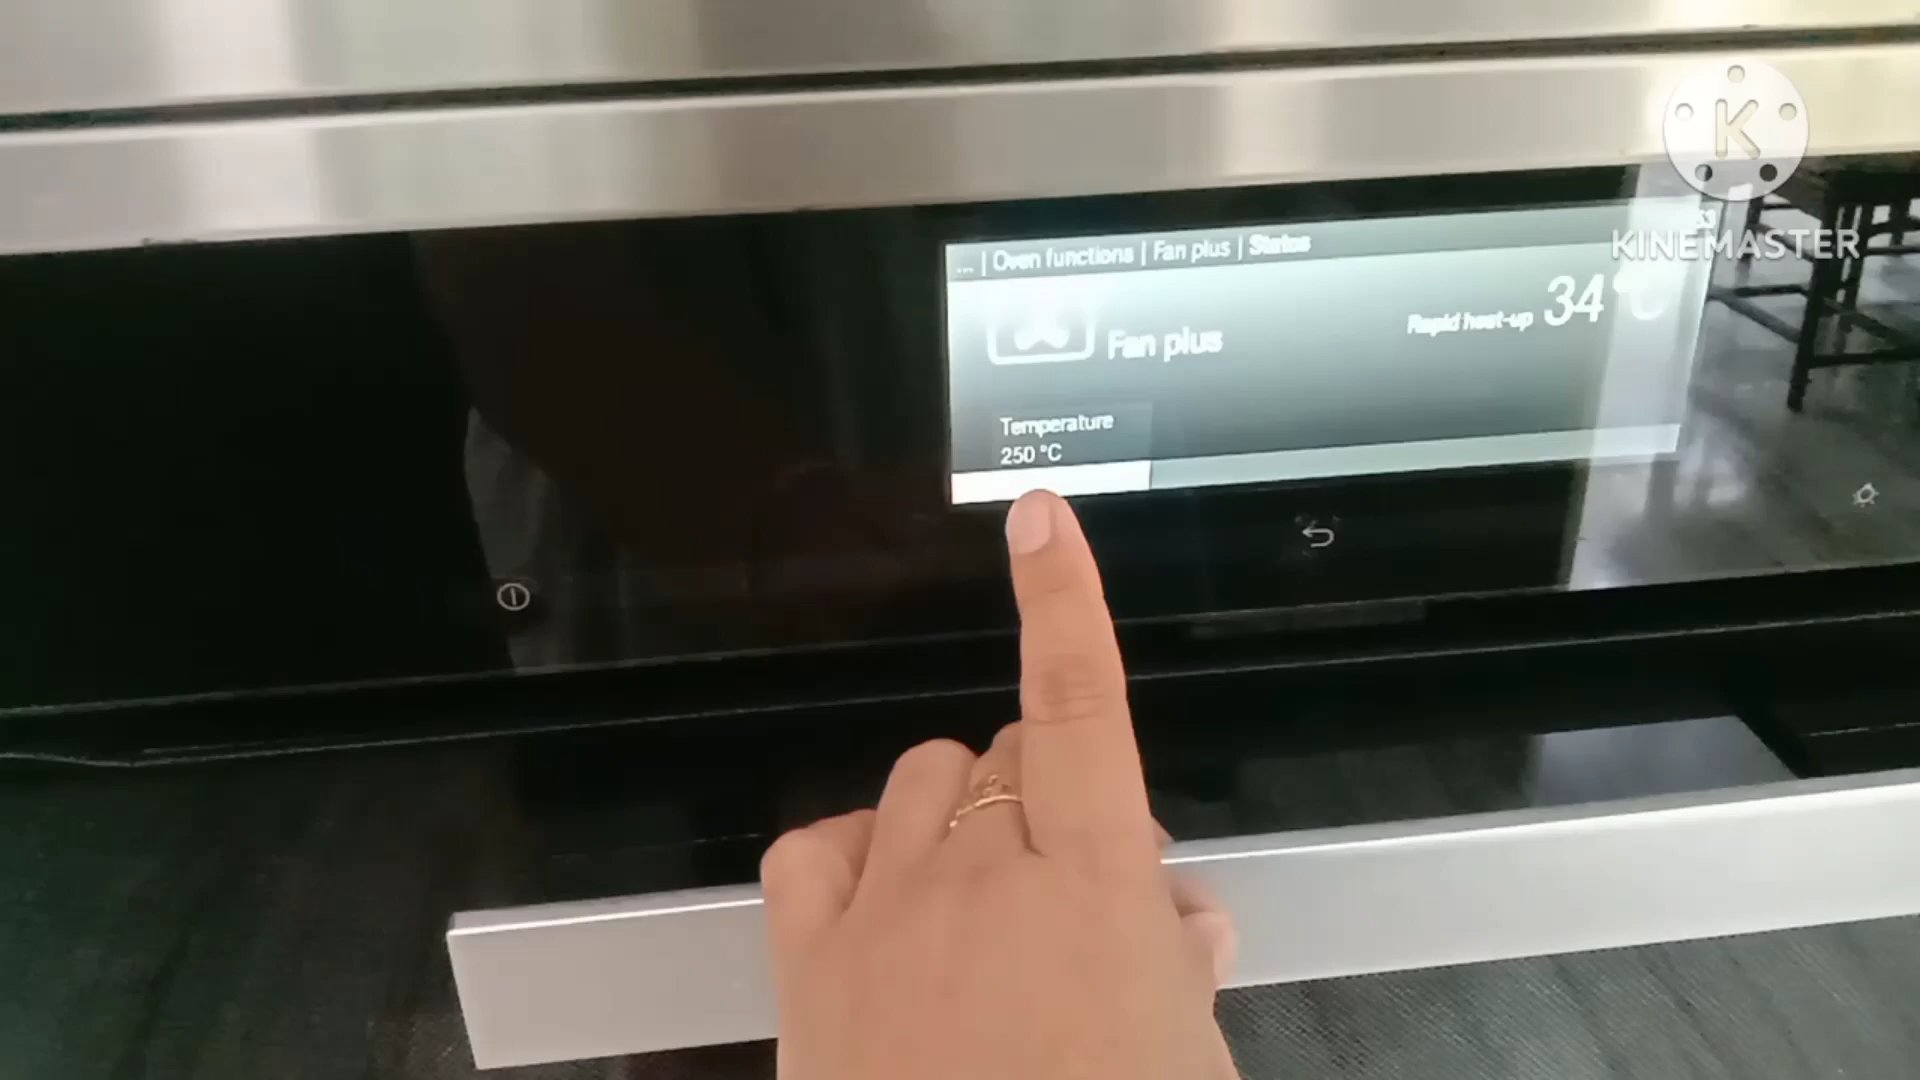 ... | Oven functions | Fan plus | Status
Fan plus
Rapid heat-up 34 °C
Temperature
250 °C
K
KINEMASTER